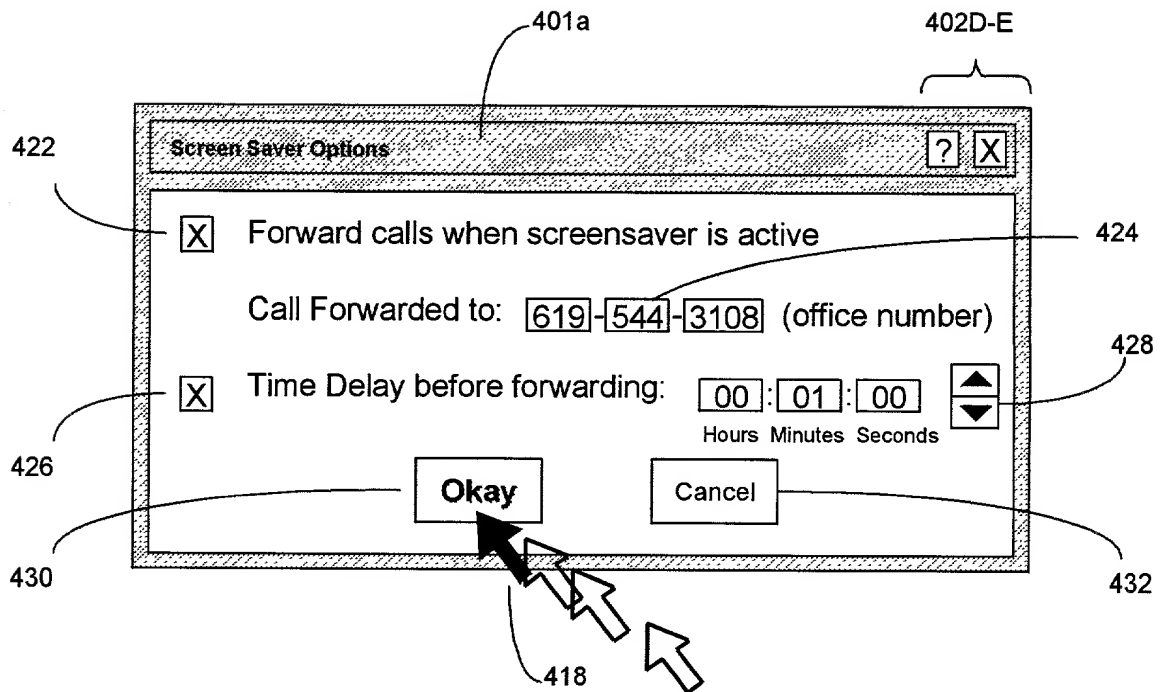 401a
402D-E
Screen Saver Options ? X
422
X Forward calls when screensaver is active
424
Call Forwarded to: 619-544-3108 (office number)
428
X Time Delay before forwarding: 00:01:00
Hours Minutes Seconds
426
Okay Cancel
430
432
418